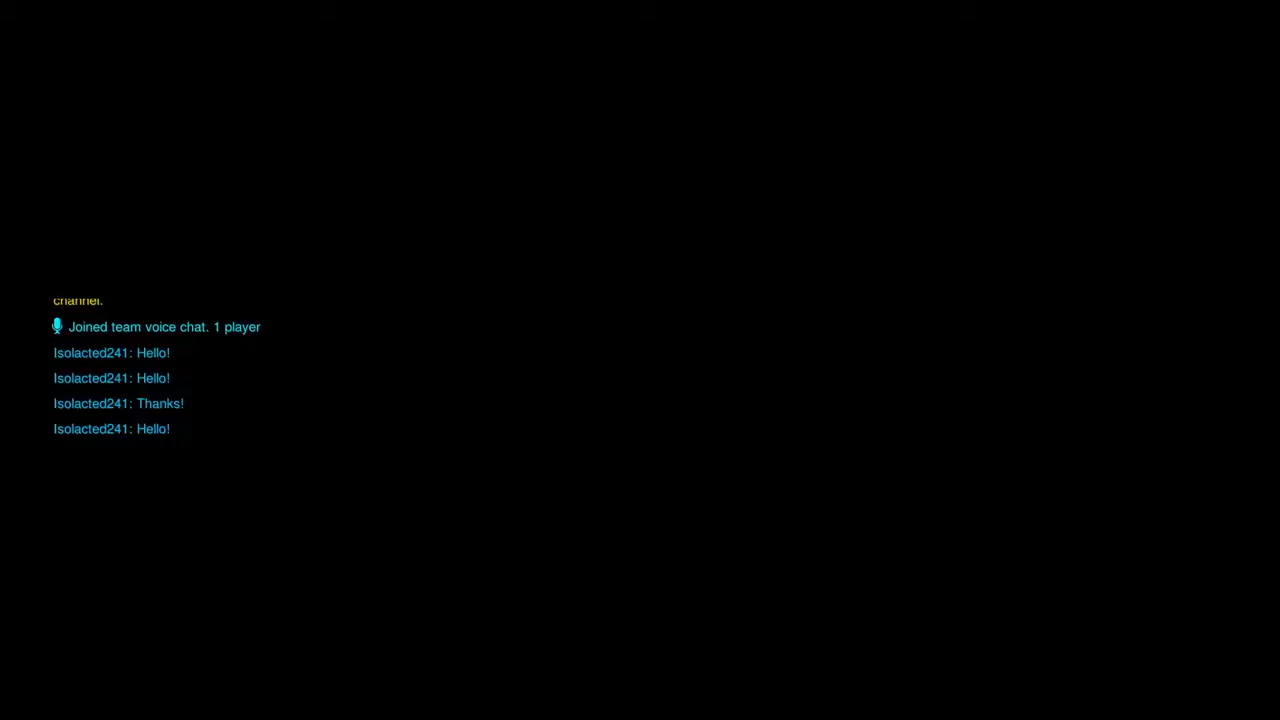 channel.
Joined team voice chat. 1 player
Isolacted241: Hello!
Isolacted241: Hello!
Isolacted241: Thanks!
Isolacted241: Hello!